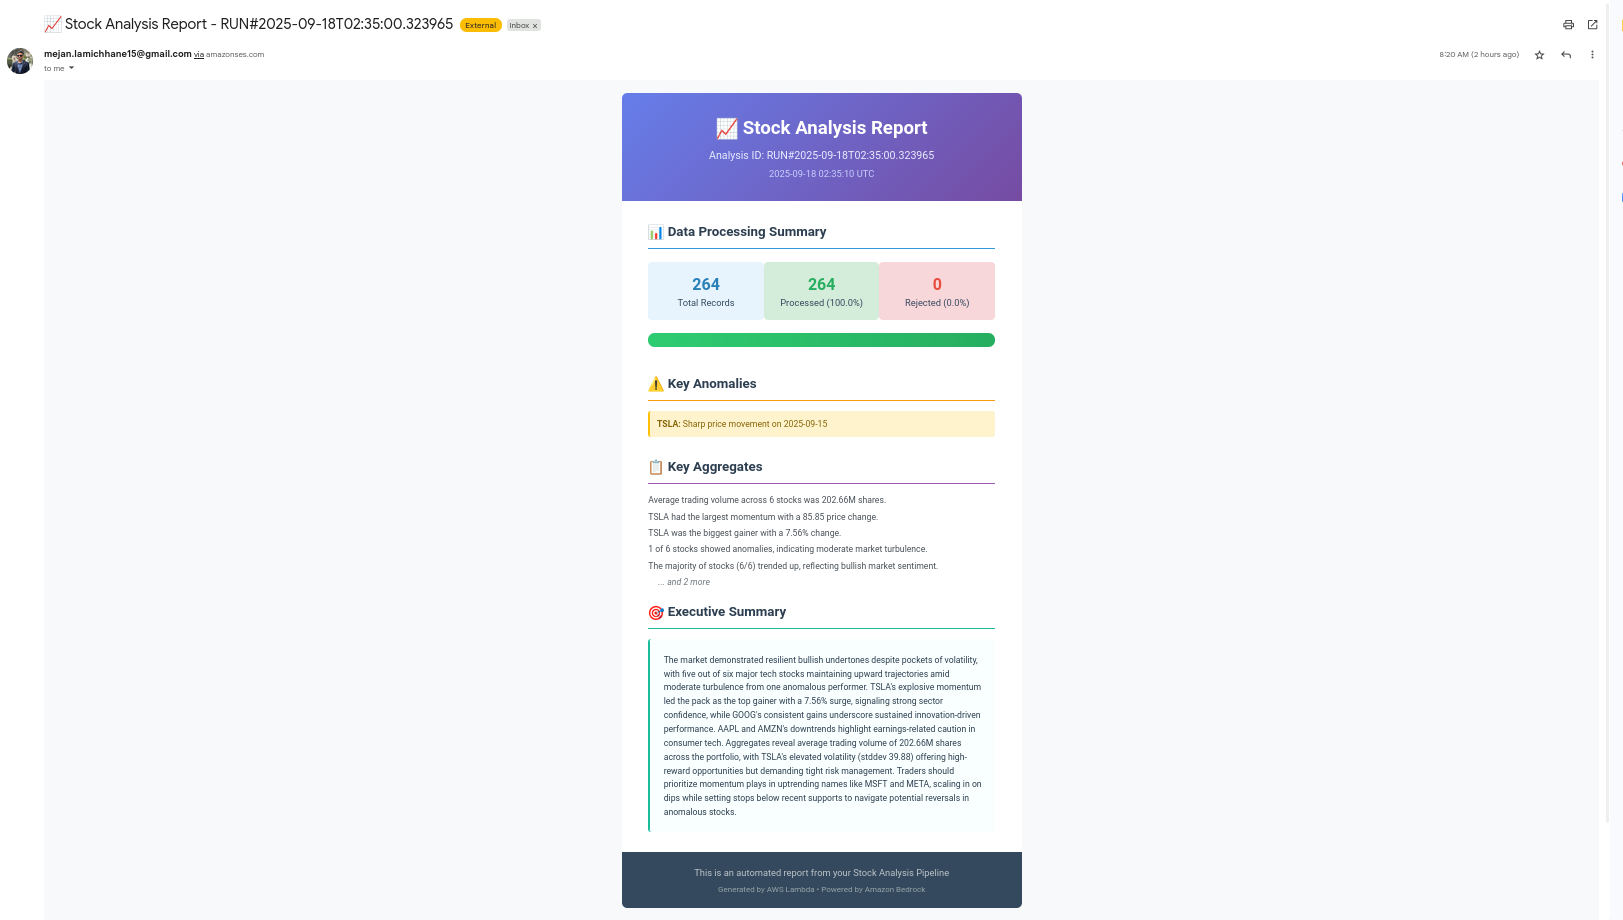 📈 Stock Analysis Report - RUN#2025-09-18T02:35:00.323965 External Inbox x
mejan.lamichhane15@gmail.com via amazonses.com
8:20 AM (2 hours ago)
to me
📈 Stock Analysis Report
Analysis ID: RUN#2025-09-18T02:35:00.323965
2025-09-18 02:35:10 UTC
📊 Data Processing Summary
264 264 0
Total Records Processed (100.0%) Rejected (0.0%)
⚠️ Key Anomalies
TSLA: Sharp price movement on 2025-09-15
📋 Key Aggregates
Average trading volume across 6 stocks was 202.66M shares.
TSLA had the largest momentum with a 85.85 price change.
TSLA was the biggest gainer with a 7.56% change.
1 of 6 stocks showed anomalies, indicating moderate market turbulence.
The majority of stocks (6/6) trended up, reflecting bullish market sentiment.
... and 2 more
🎯 Executive Summary
The market demonstrated resilient bullish undertones despite pockets of volatility,
with five out of six major tech stocks maintaining upward trajectories amid
moderate turbulence from one anomalous performer. TSLA's explosive momentum
led the pack as the top gainer with a 7.56% surge, signaling strong sector
confidence, while GOOG's consistent gains underscore sustained innovation-driven
performance. AAPL and AMZN's downtrends highlight earnings-related caution in
consumer tech. Aggregates reveal average trading volume of 202.66M shares
across the portfolio, with TSLA's elevated volatility (stddev 39.88) offering high-
reward opportunities but demanding tight risk management. Traders should
prioritize momentum plays in uptrending names like MSFT and META, scaling in on
dips while setting stops below recent supports to navigate potential reversals in
anomalous stocks.
This is an automated report from your Stock Analysis Pipeline
Generated by AWS Lambda • Powered by Amazon Bedrock